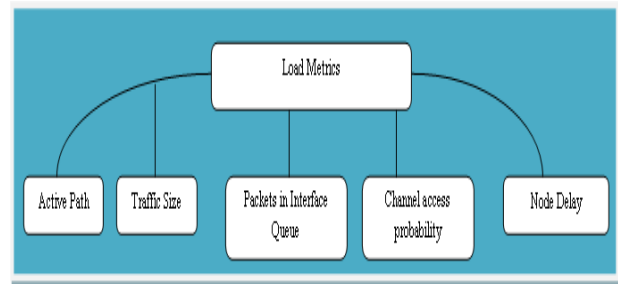 Load Metrics
Active Path
Traffic Size
Packets in Interface
Queue
Channel access
probability
Node Delay